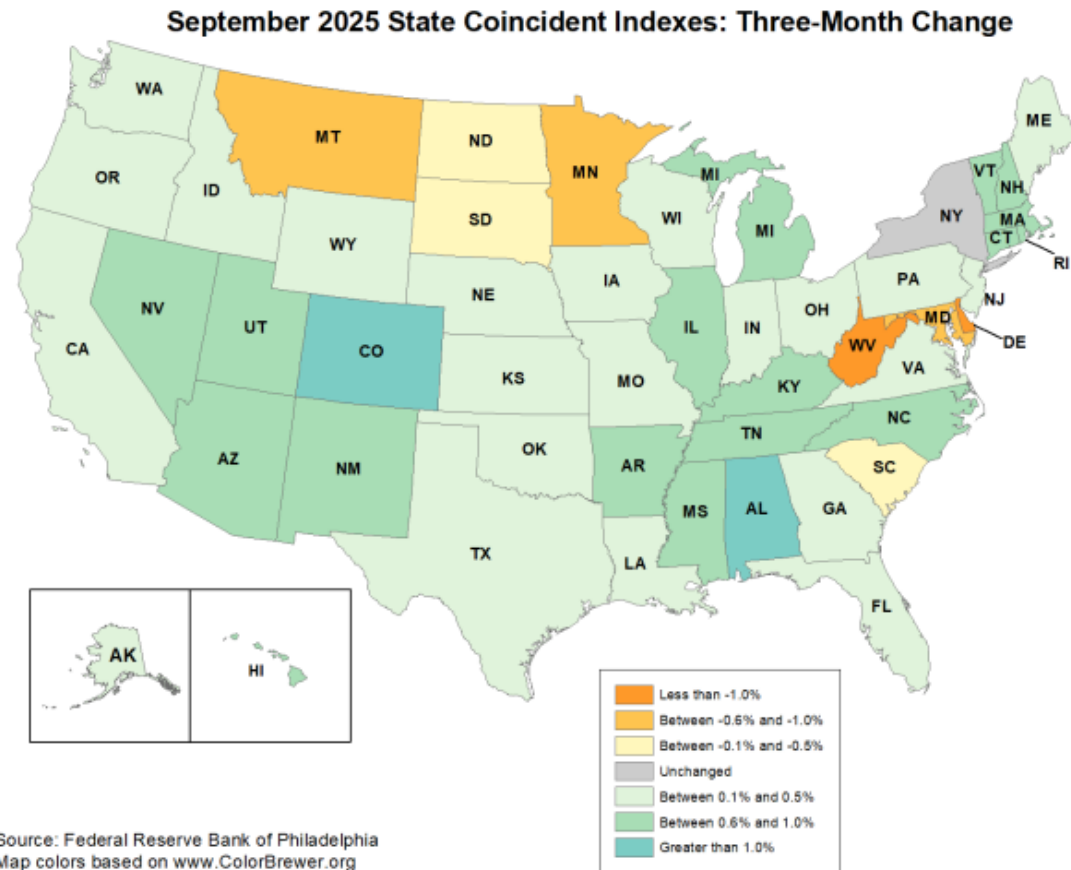 September 2025 State Coincident Indexes: Three-Month Change
WA
MT
ND
MN
ME
OR
ID
SD
WI
MI
VT
NH
NY
MA
CT
RI
WY
MI
IA
PA
NE
NJ
NV
UT
IL
IN
OH
MD
DE
CA
CO
WV
VA
KS
MO
KY
NC
AZ
NM
OK
AR
TN
SC
MS
AL
GA
TX
LA
FL
AK
HI
Less than -1.0%
Between -0.6% and -1.0%
Between -0.1% and -0.5%
Unchanged
Between 0.1% and 0.5%
Between 0.6% and 1.0%
Greater than 1.0%
Source: Federal Reserve Bank of Philadelphia
Map colors based on www.ColorBrewer.org